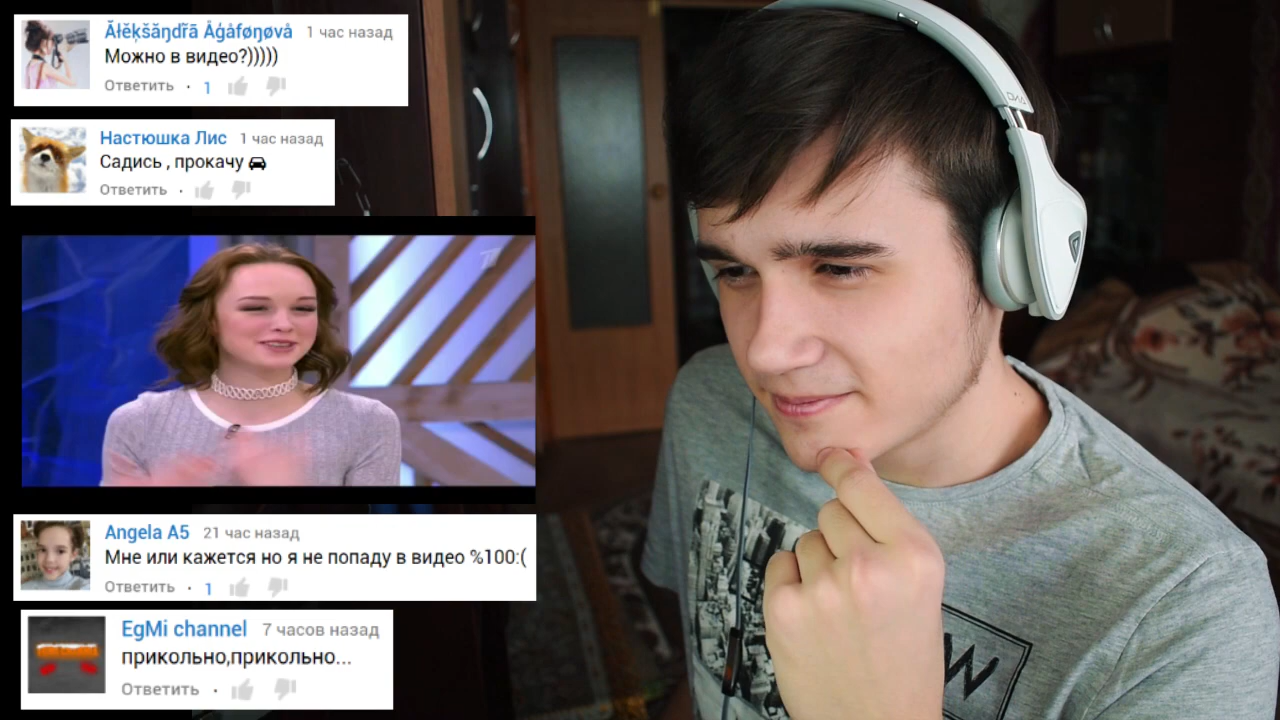 Ãłěķšăŋďřã Åģåføŋøvå 1 час назад
Можно в видео?)))))
Ответить · 1
Настюшка Лис 1 час назад
Садись , прокачу
Ответить ·
Angela A5 21 час назад
Мне или кажется но я не попаду в видео %100:(
Ответить · 1
EgMi channel 7 часов назад
прикольно,прикольно...
Ответить ·